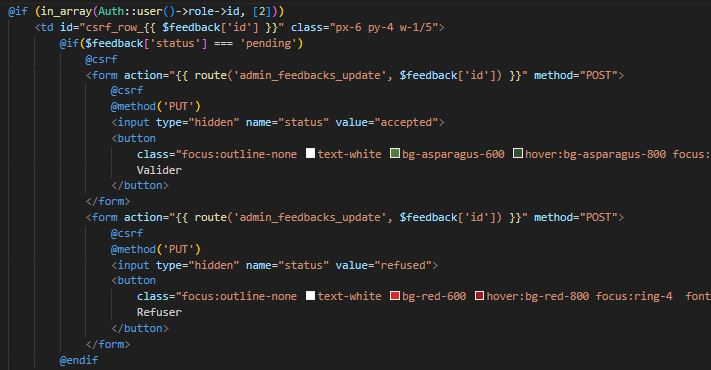 @if (in_array(Auth::user()->role->id, [2]))
<td id="csrf_row_{{ $feedback['id'] }}" class="px-6 py-4 w-1/5">
@if($feedback['status'] === 'pending')
@csrf
<form action="{{ route('admin_feedbacks_update', $feedback['id']) }}" method="POST">
@csrf
@method('PUT')
<input type="hidden" name="status" value="accepted">
<button
class="focus:outline-none text-white bg-asparagus-600 hover:bg-asparagus-800 focus:
Valider
</button>
</form>
<form action="{{ route('admin_feedbacks_update', $feedback['id']) }}" method="POST">
@csrf
@method('PUT')
<input type="hidden" name="status" value="refused">
<button
class="focus:outline-none text-white bg-red-600 hover:bg-red-800 focus:ring-4  font
Refuser
</button>
</form>
@endif